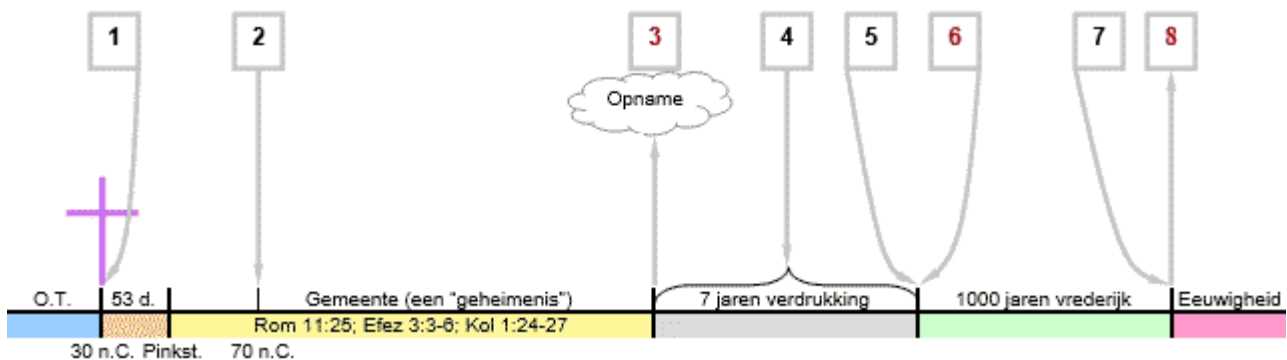 1 2 3 4 5 6 7 8
Opname
O.T. 53 d. Gemeente (een "geheimenis") 7 jaren verdrukking 1000 jaren vrederijk Eeuwigheid
Rom 11:25; Efez 3:3-6; Kol 1:24-27
30 n.C. Pinkst. 70 n.C.